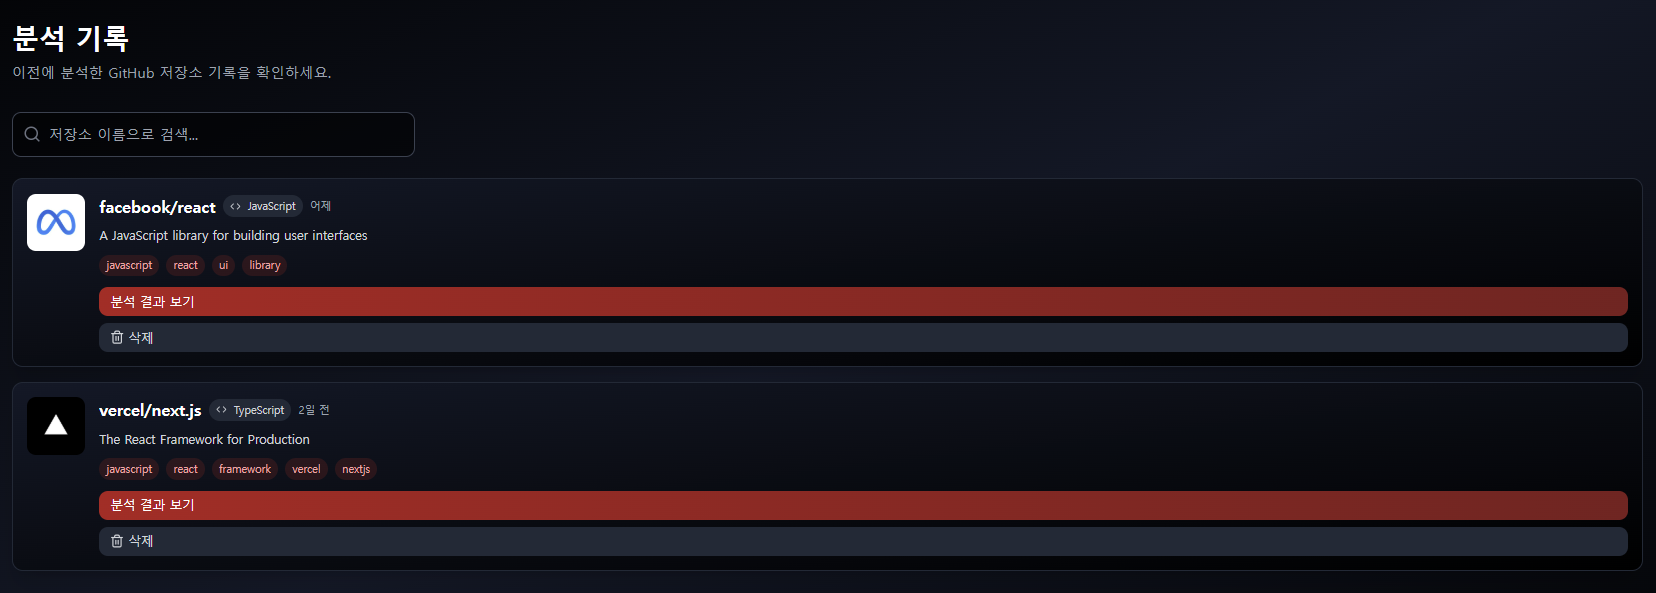 분석 기록
이전에 분석한 GitHub 저장소 기록을 확인하세요.
저장소 이름으로 검색...
facebook/react <> JavaScript 어제
A JavaScript library for building user interfaces
javascript react ui library
분석 결과 보기
삭제
vercel/next.js <> TypeScript 2일 전
The React Framework for Production
javascript react framework vercel nextjs
분석 결과 보기
삭제